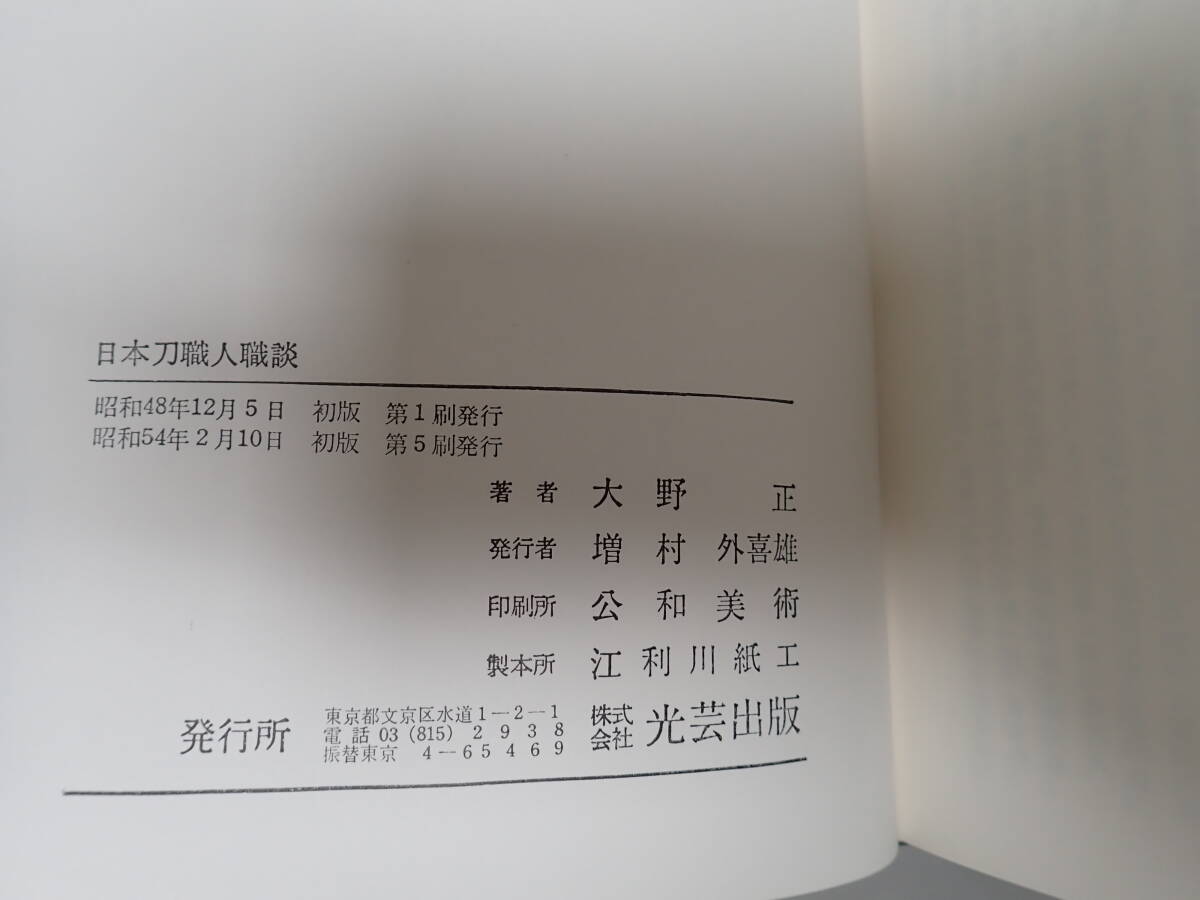 日本刀職人職談
昭和48年12月5日 初版 第1刷発行
昭和54年2月10日 初版 第5刷発行
著者 大野 正
発行者 増村 外喜雄
印刷所 公和美術
製本所 江利川紙工
発行所 東京都文京区水道1−2−1 電話 03 (815) 2938 振替東京 4−65469 株式会社 光芸出版